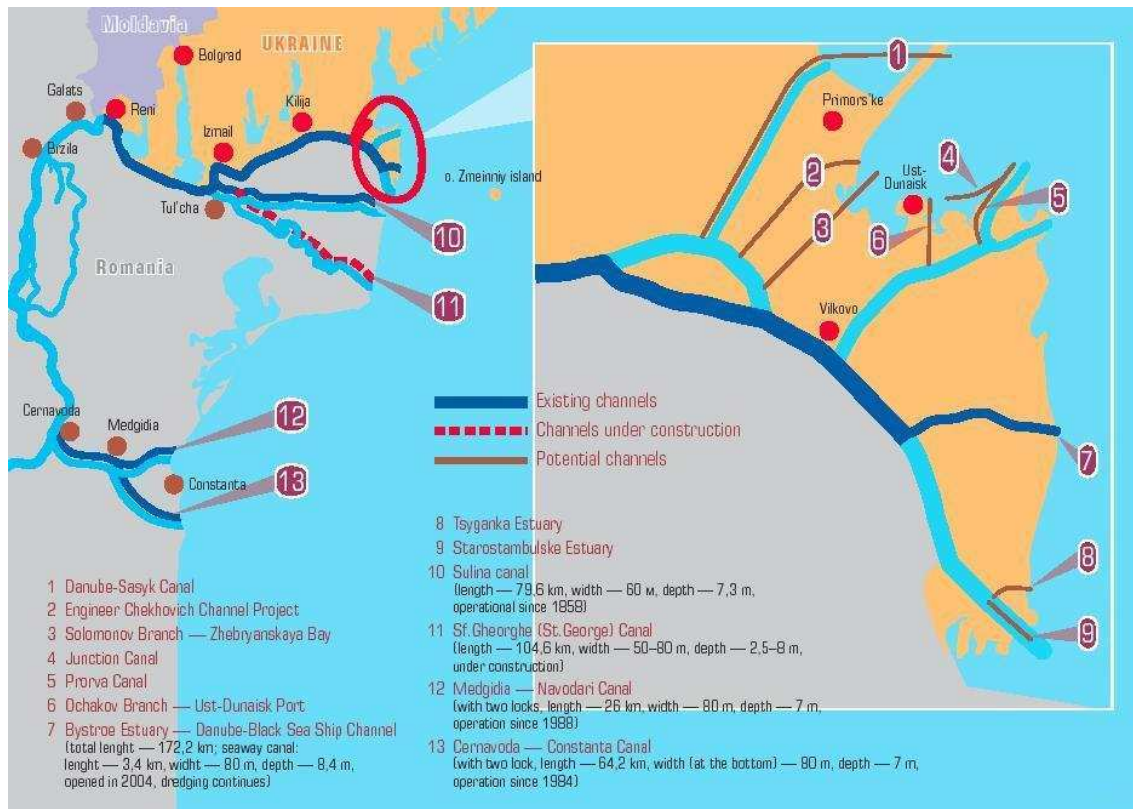 Moldavia
Bolgrad
UKRAINE
Galats
Reni
Kilija
Izmail
Brzila
o. Zmeinniy island
Tul'cha
10
Romania
11
Cernavoda
Medgidia
12
Constanta
13
1
Primors'ke
2
4
Ust-
Dunaisk
5
3
6
Vilkovo
7
8
9
Existing channels
Channels under construction
Potential channels
1 Danube-Sasyk Canal
2 Engineer Chekhovich Channel Project
3 Solomonov Branch — Zhebryanskaya Bay
4 Junction Canal
5 Prorva Canal
6 Ochakov Branch — Ust-Dunaisk Port
7 Bystroe Estuary — Danube-Black Sea Ship Channel
(total lenght — 172,2 km; seaway canal:
lenght — 3,4 km, widht — 80 m, depth — 8,4 m,
opened in 2004, dredging continues)
8 Tsyganka Estuary
9 Starostambulske Estuary
10 Sulina canal
(length — 79,6 km, width — 60 м, depth — 7,3 m,
operational since 1858)
11 Sf.Gheorghe (St.George) Canal
(length — 104,6 km, width — 50–80 m, depth — 2,5–8 m,
under construction)
12 Medgidia — Navodari Canal
(with two locks, length — 26 km, width — 80 m, depth — 7 m,
operation since 1988)
13 Cernavoda — Constanta Canal
(with two lock, length — 64,2 km, width (at the bottom) — 80 m, depth — 7 m,
operation since 1984)